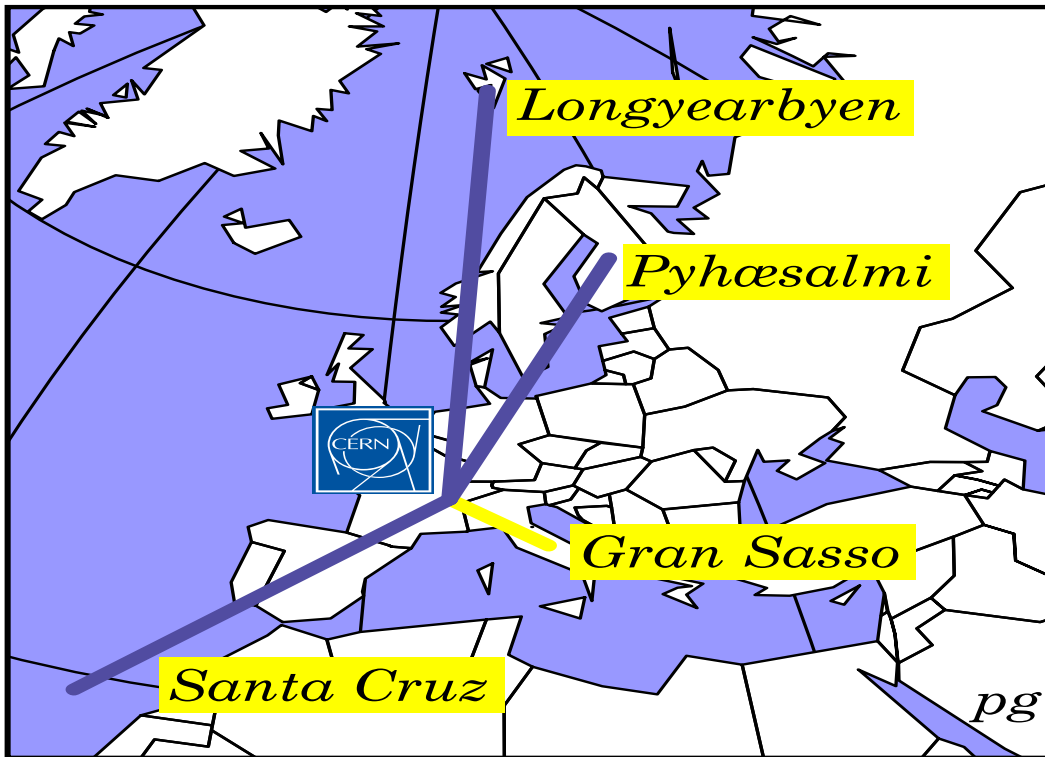 Longyearbyen
Pyhæsalmi
CERN
Gran Sasso
Santa Cruz
pg